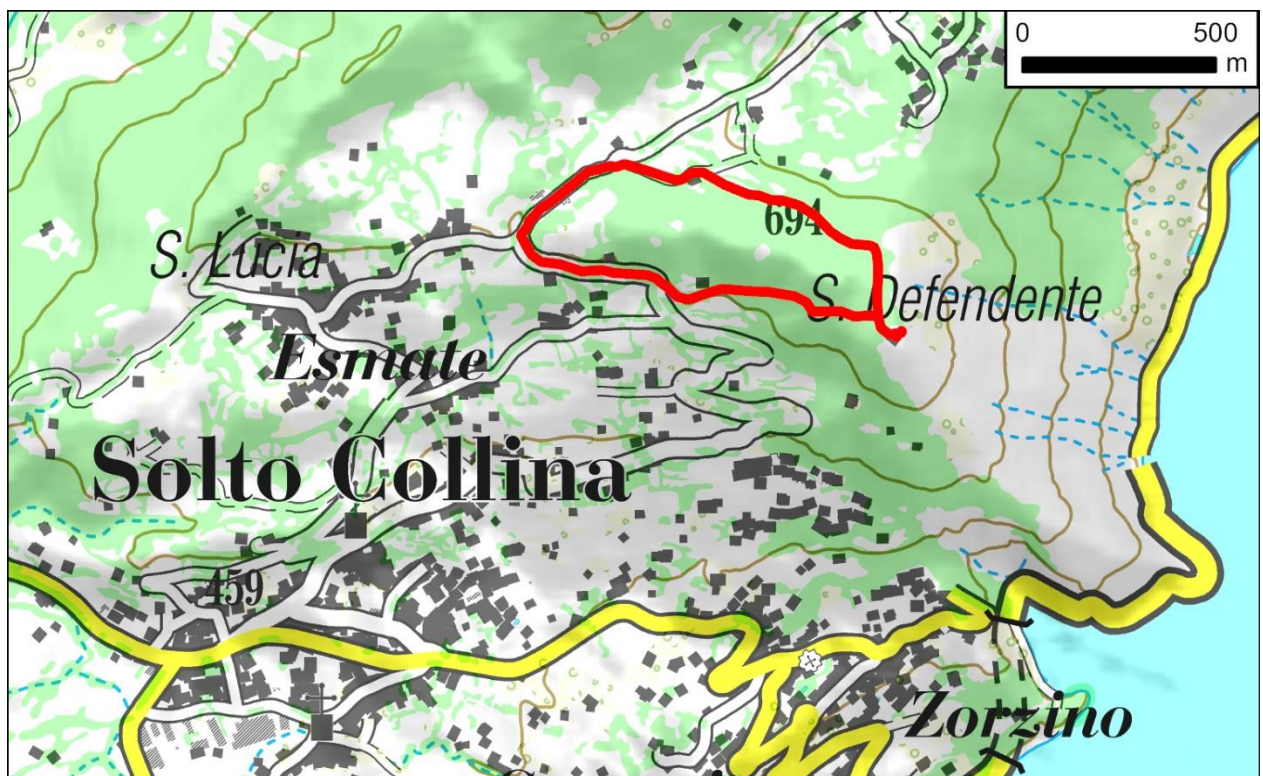 0 500
m
694
S. Lucia
S. Defendente
Esmate
Solto Collina
459
Zorzino